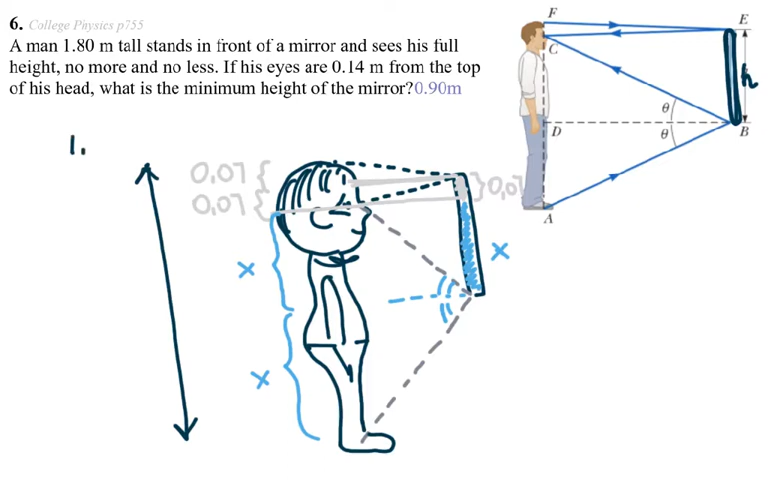 6. College Physics p755
A man 1.80 m tall stands in front of a mirror and sees his full
height, no more and no less. If his eyes are 0.14 m from the top
of his head, what is the minimum height of the mirror?0.90m
F
E
C
h
θ
D
B
θ
A
1.
0,07 {
0,07 {
}0,0
x
x
x